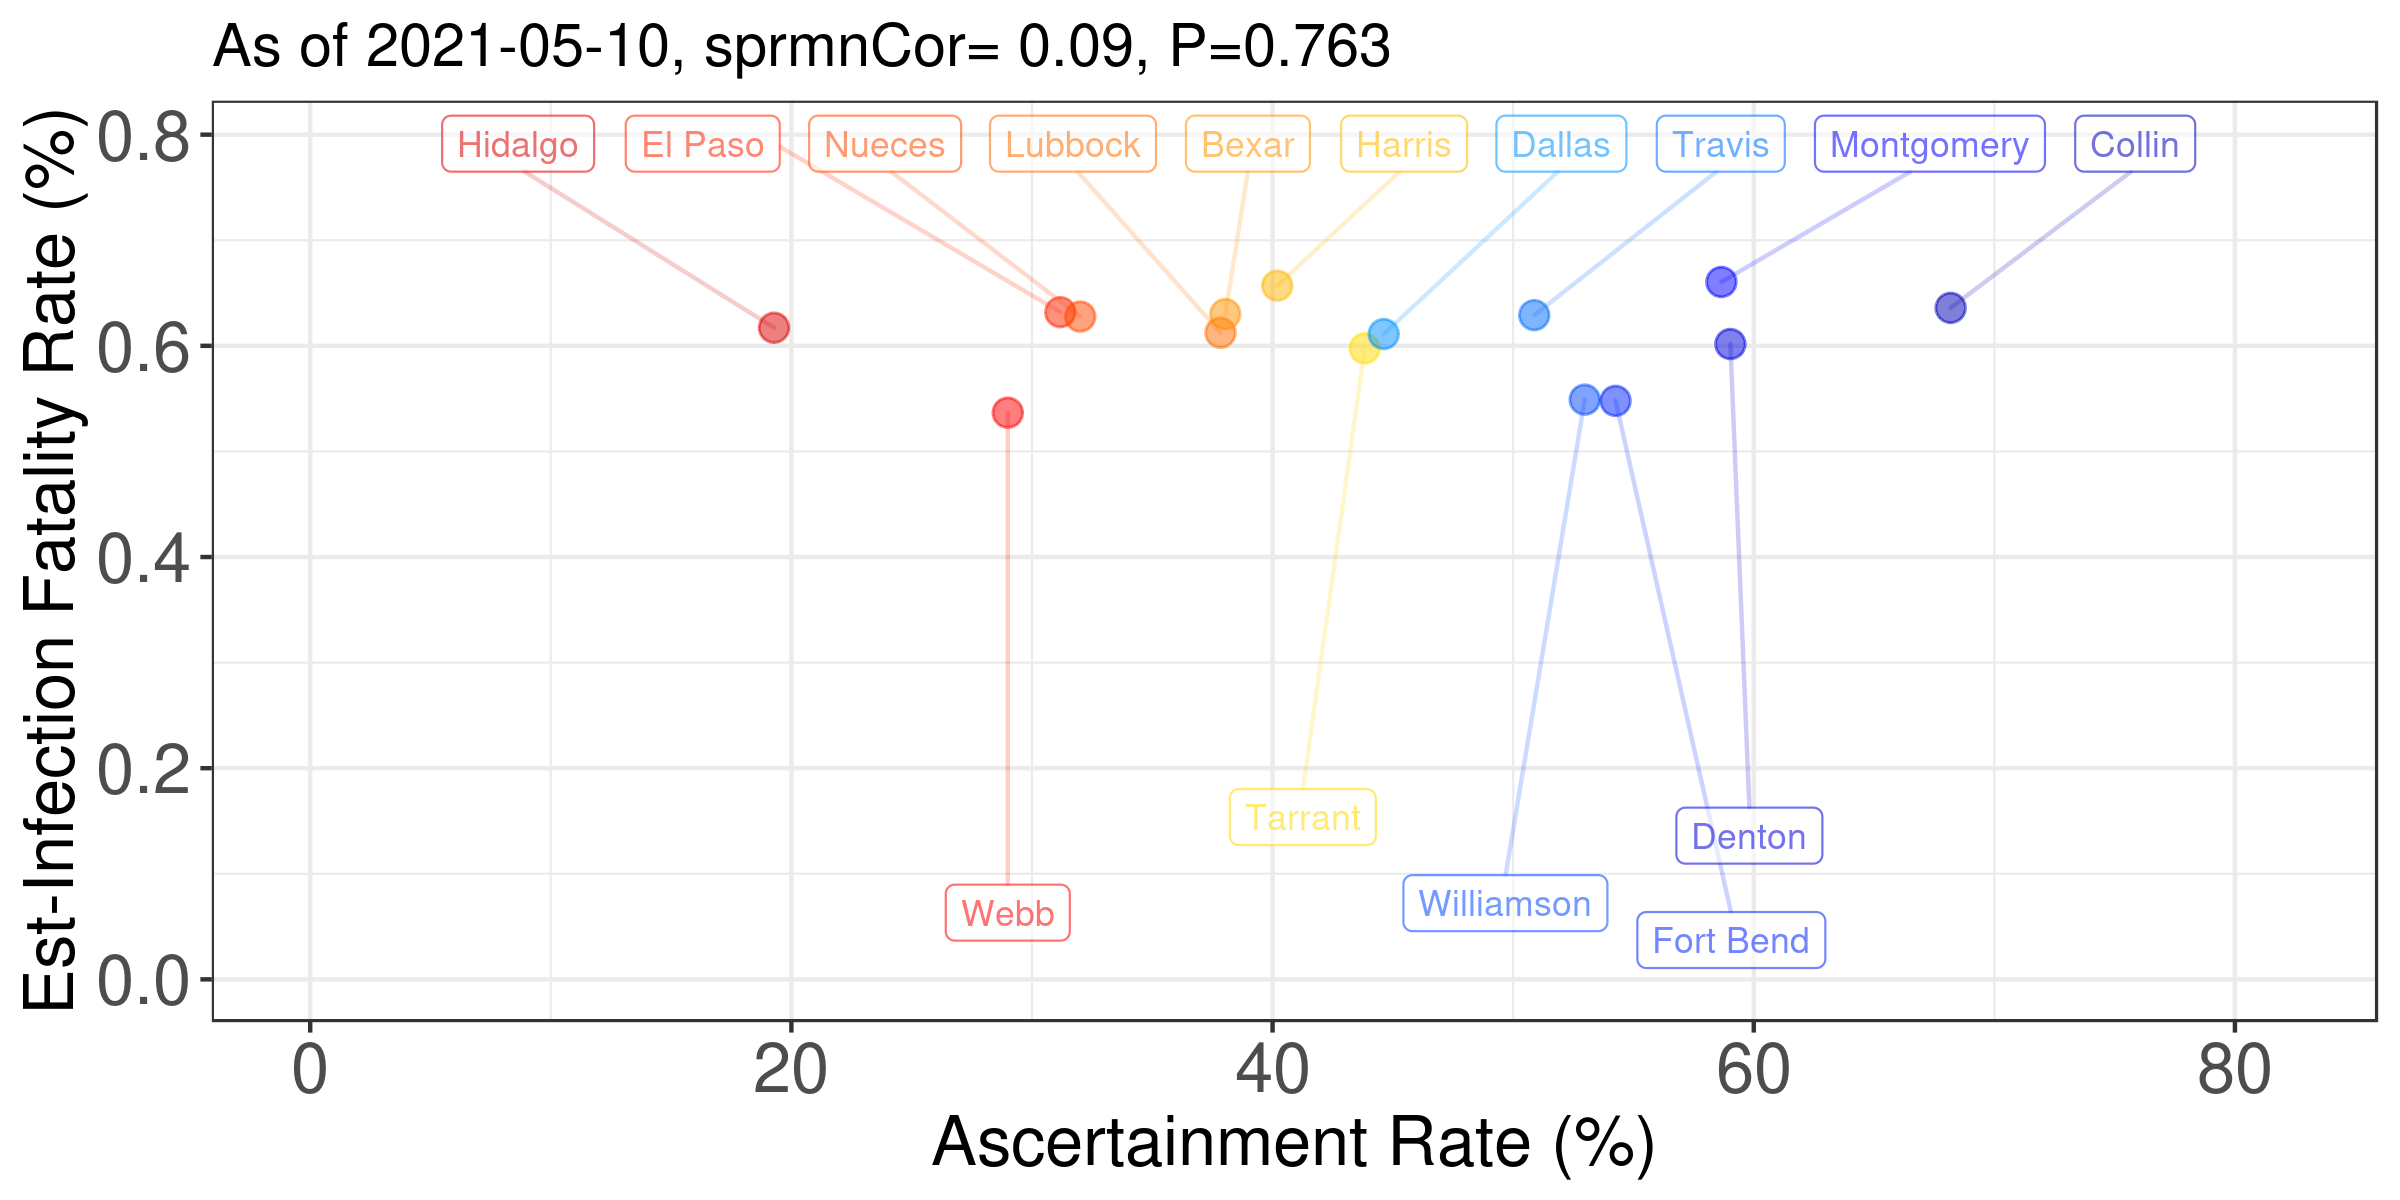 As of 2021-05-10, sprmnCor= 0.09, P=0.763
Est-Infection Fatality Rate (%)
0.8
0.6
0.4
0.2
0.0
Hidalgo
El Paso
Nueces
Lubbock
Bexar
Harris
Dallas
Travis
Montgomery
Collin
Tarrant
Denton
Williamson
Webb
Fort Bend
0
20
40
60
80
Ascertainment Rate (%)